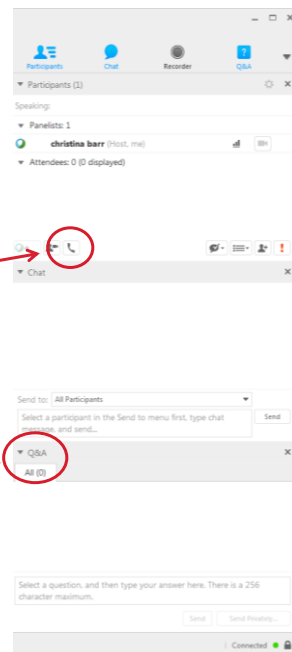 Participants Chat Recorder Q&A
Participants (1)
Speaking:
Panelists: 1
christina barr (Host, me)
Attendees: 0 (0 displayed)
Chat
Send to: All Participants
Select a participant in the Send to menu first, type chat
message, and send...
Send
Q&A
All (0)
Select a question, and then type your answer here. There is a 256
character maximum.
Send Send Privately...
Connected